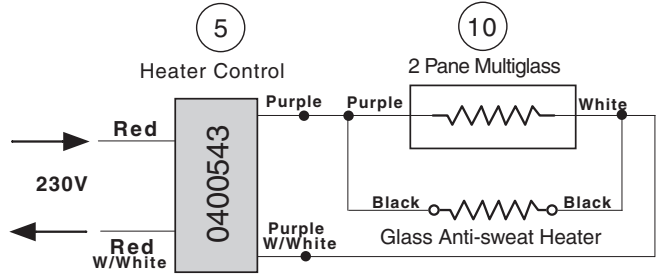 5
10
Heater Control
2 Pane Multiglass
Purple
Purple
White
Red
0400543
230V
Black
Black
Red
W/White
Purple
W/White
Glass Anti-sweat Heater